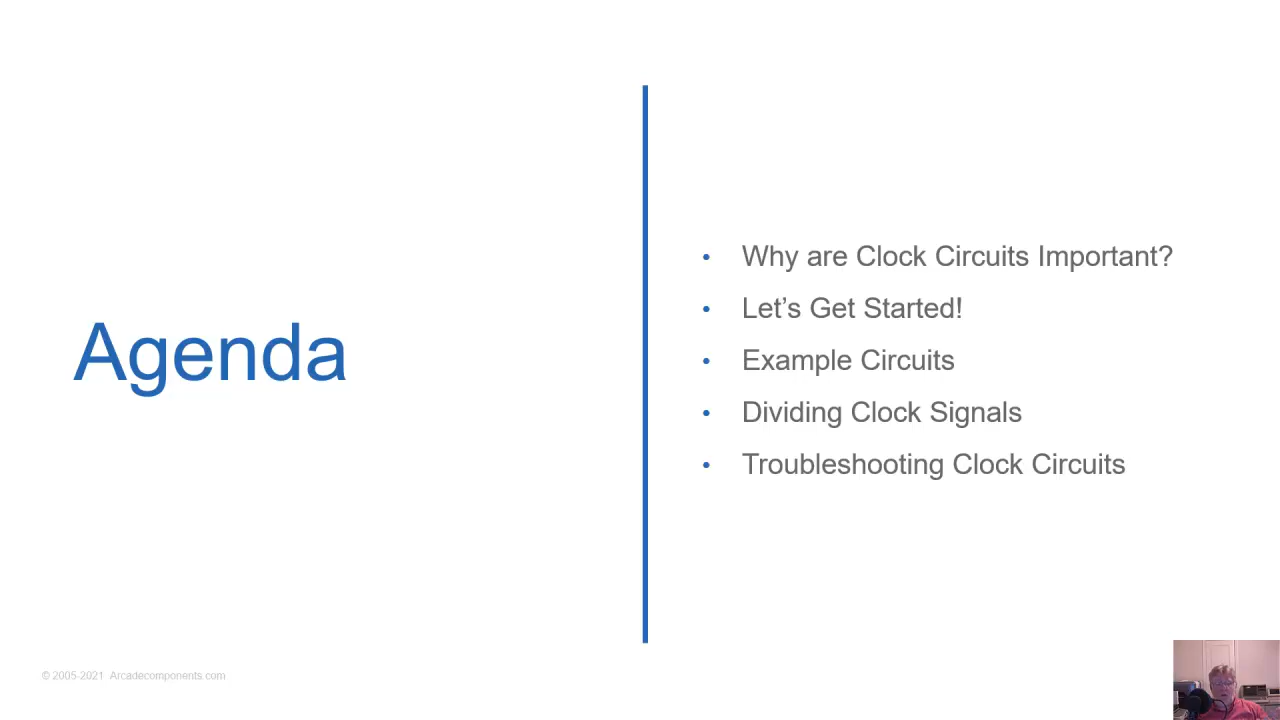 Agenda
• Why are Clock Circuits Important?
• Let’s Get Started!
• Example Circuits
• Dividing Clock Signals
• Troubleshooting Clock Circuits
© 2005-2021 Arcadecomponents.com